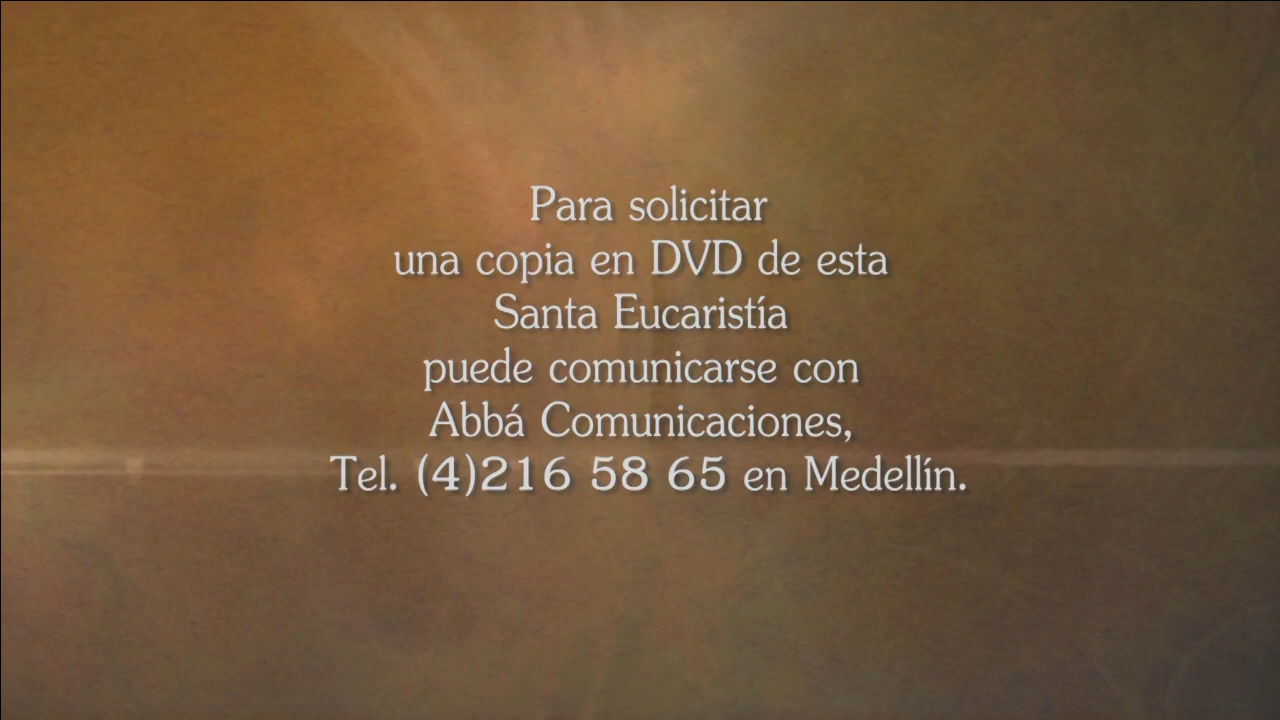 Para solicitar
una copia en DVD de esta
Santa Eucaristía
puede comunicarse con
Abbá Comunicaciones,
Tel. (4)216 58 65 en Medellín.